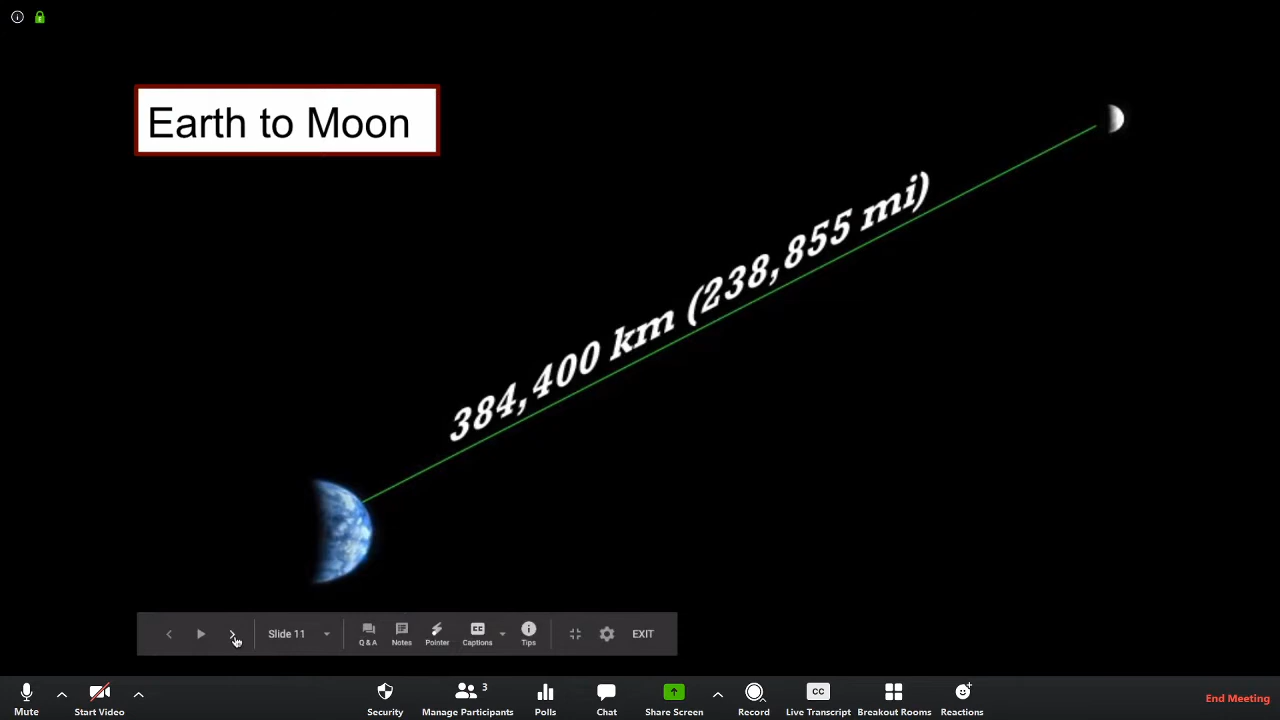 Earth to Moon
384,400 km (238,855 mi)
Slide 11
Q & A
Notes
Pointer
CC
Captions
Tips
EXIT
Mute
Start Video
Security
3
Manage Participants
Polls
Chat
Share Screen
Record
CC
Live Transcript
Breakout Rooms
Reactions
End Meeting